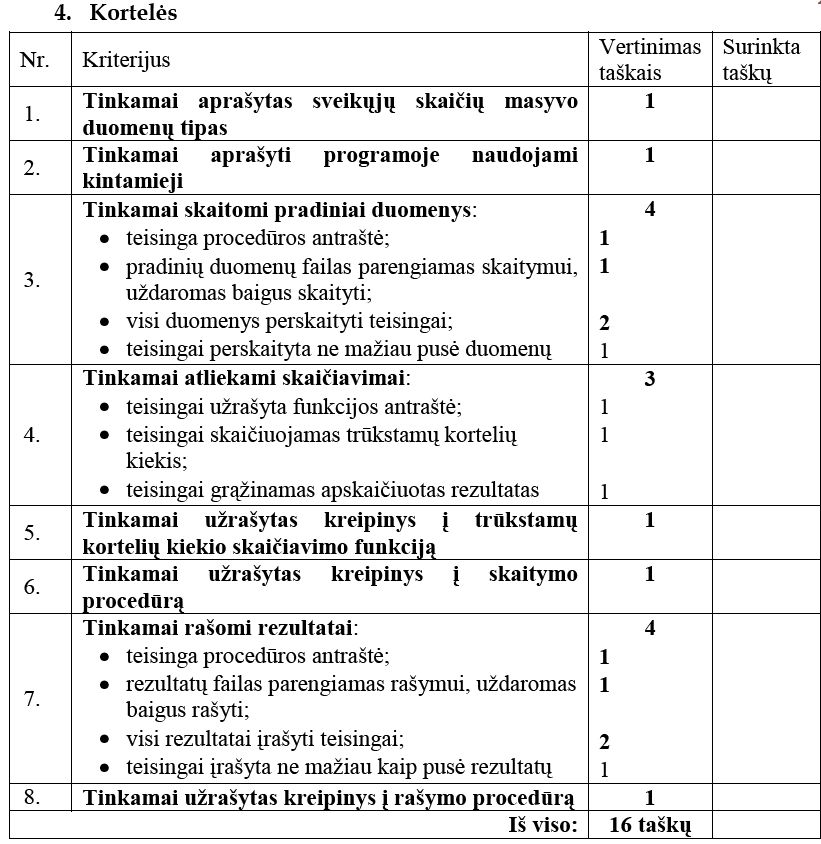 4. Kortelės
Nr. Kriterijus Vertinimas taškais Surinkta taškų
1. Tinkamai aprašytas sveikųjų skaičių masyvo 1
duomenų tipas
2. Tinkamai aprašyti programoje naudojami 1
kintamieji
3. Tinkamai skaitomi pradiniai duomenys: 4
• teisinga procedūros antraštė; 1
• pradinių duomenų failas parengiamas skaitymui, 1
uždaromas baigus skaityti;
• visi duomenys perskaityti teisingai; 2
• teisingai perskaityta ne mažiau pusė duomenų 1
4. Tinkamai atliekami skaičiavimai: 3
• teisingai užrašyta funkcijos antraštė; 1
• teisingai skaičiuojamas trūkstamų kortelių 1
kiekis;
• teisingai grąžinamas apskaičiuotas rezultatas 1
5. Tinkamai užrašytas kreipinys į trūkstamų 1
kortelių kiekio skaičiavimo funkciją
6. Tinkamai užrašytas kreipinys į skaitymo 1
procedūrą
7. Tinkamai rašomi rezultatai: 4
• teisinga procedūros antraštė; 1
• rezultatų failas parengiamas rašymui, uždaromas 1
baigus rašyti;
• visi rezultatai įrašyti teisingai; 2
• teisingai įrašyta ne mažiau kaip pusė rezultatų 1
8. Tinkamai užrašytas kreipinys į rašymo procedūrą 1
Iš viso: 16 taškų